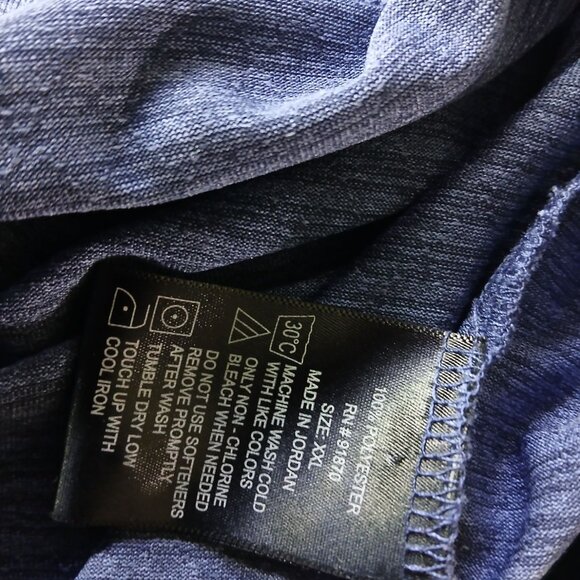 100% POLYESTER
RN # 91870
SIZE: XXL
MADE IN JORDAN
30°C
MACHINE WASH COLD
WITH LIKE COLORS
ONLY NON - CHLORINE
BLEACH WHEN NEEDED
DO NOT USE SOFTENERS
REMOVE PROMPTLY
AFTER WASH
TUMBLE DRY LOW
TOUCH UP WITH
COOL IRON